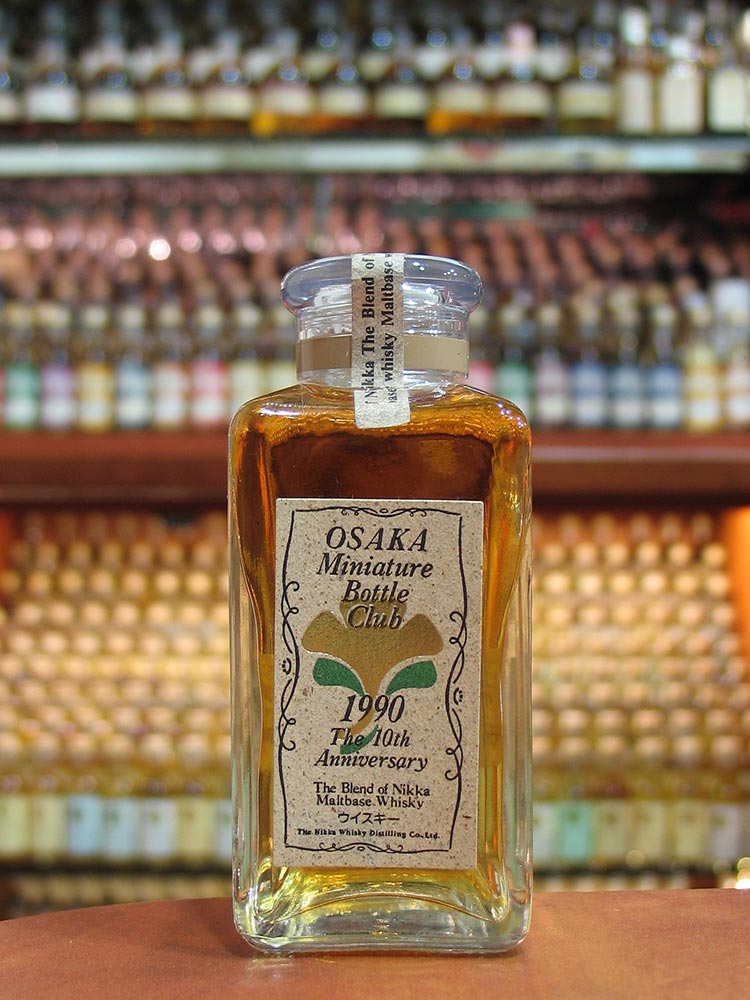 Nikka The Blend of
whisky Maltbase w
OSAKA
Miniature
Bottle
Club
1990
The 10th
Anniversary
The Blend of Nikka
Maltbase Whisky
ウイスキー
The Nikka Whisky Distilling Co., Ltd.